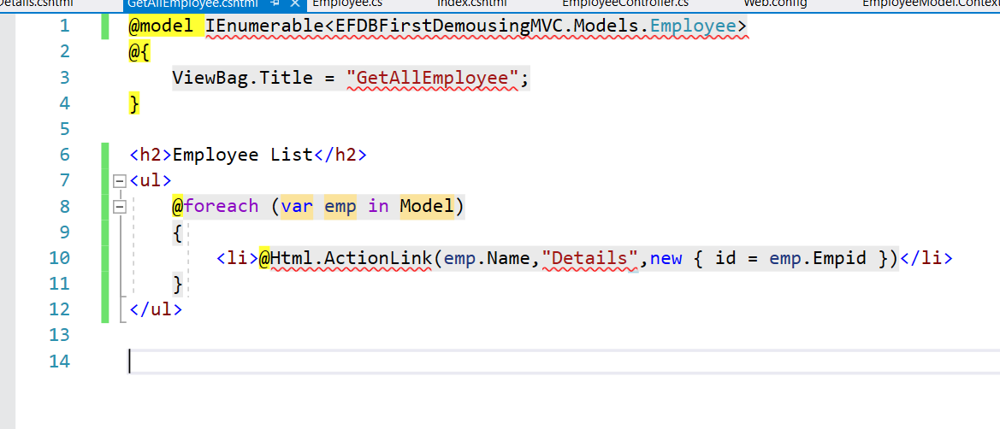 Details.cshtml GetAllEmployee.cshtml Employee.cs Index.cshtml EmployeeController.cs Web.config EmployeeModel.Context
1 @model IEnumerable<EFDBFirstDemousingMVC.Models.Employee>
2 @{
3 ViewBag.Title = "GetAllEmployee";
4 }
5
6 <h2>Employee List</h2>
7 <ul>
8 @foreach (var emp in Model)
9 {
10 <li>@Html.ActionLink(emp.Name,"Details",new { id = emp.Empid })</li>
11 }
12 </ul>
13
14